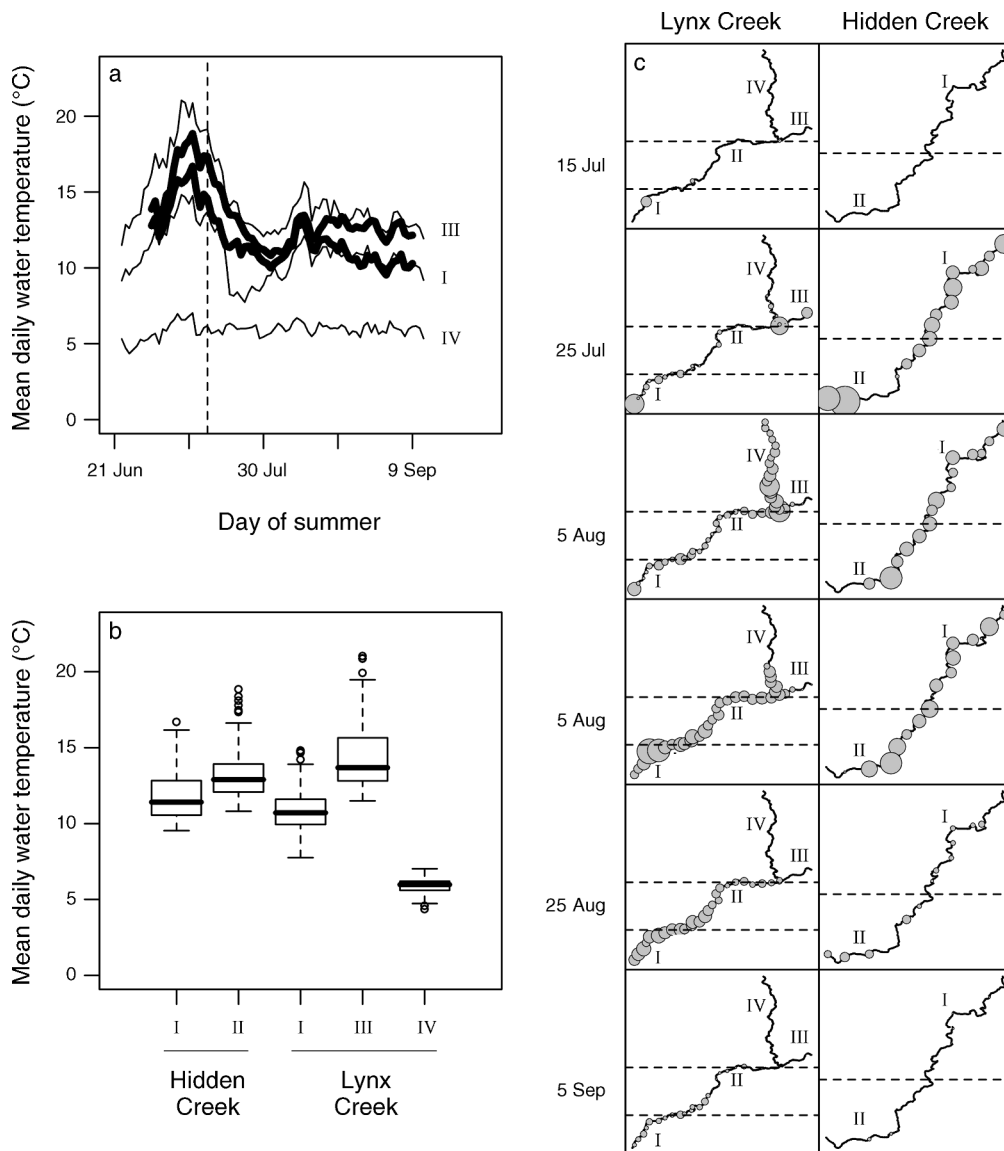 a
Mean daily water temperature (°C)
20
15
10
5
0
III
I
IV
21 Jun
30 Jul
9 Sep
Day of summer
b
Mean daily water temperature (°C)
20
15
10
5
0
I
II
I
III
IV
Hidden
Creek
Lynx
Creek
Lynx Creek
Hidden Creek
c
15 Jul
IV
III
II
I
I
II
25 Jul
IV
III
II
I
I
II
5 Aug
IV
III
II
I
I
II
5 Aug
IV
III
II
I
I
II
25 Aug
IV
III
II
I
I
II
5 Sep
IV
III
II
I
I
II